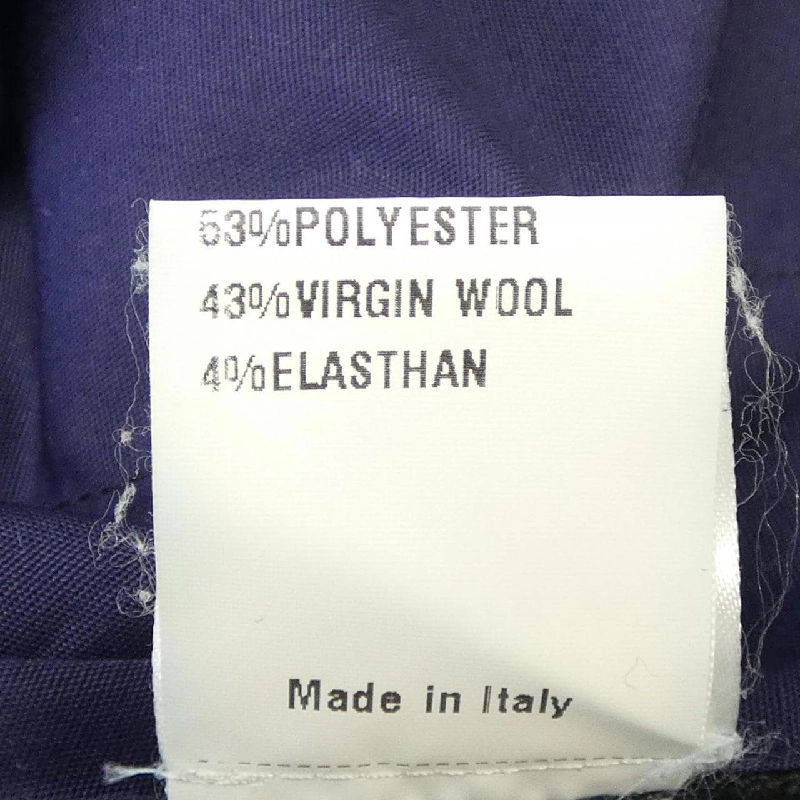 53%POLYESTER
43%VIRGIN WOOL
4%ELASTHAN
Made in Italy